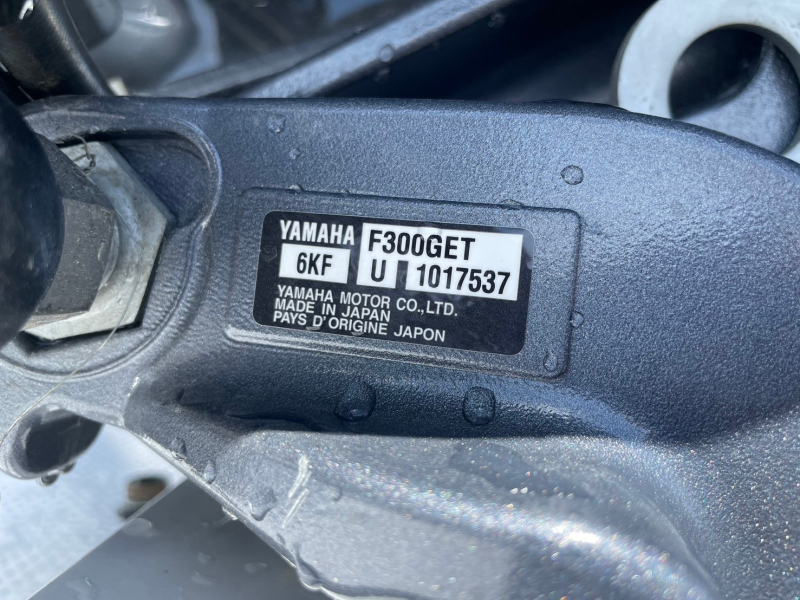 YAMAHA F300GET
6KF U 1017537
YAMAHA MOTOR CO.,LTD.
MADE IN JAPAN
PAYS D'ORIGINE JAPON